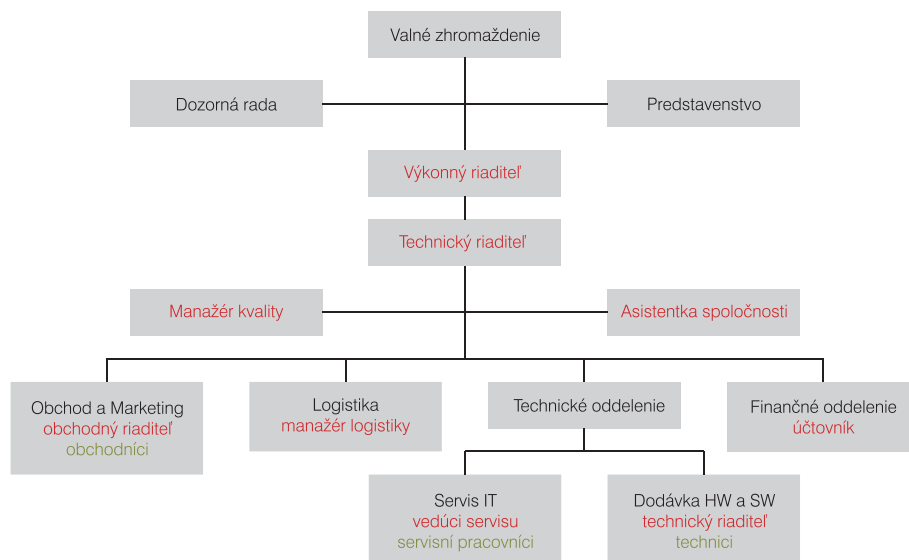 Valné zhromaždenie
Dozorná rada
Predstavenstvo
Výkonný riaditeľ
Technický riaditeľ
Manažér kvality
Asistentka spoločnosti
Obchod a Marketing
obchodný riaditeľ
obchodníci
Logistika
manažér logistiky
Technické oddelenie
Finančné oddelenie
účtovník
Servis IT
vedúci servisu
servisní pracovníci
Dodávka HW a SW
technický riaditeľ
technici